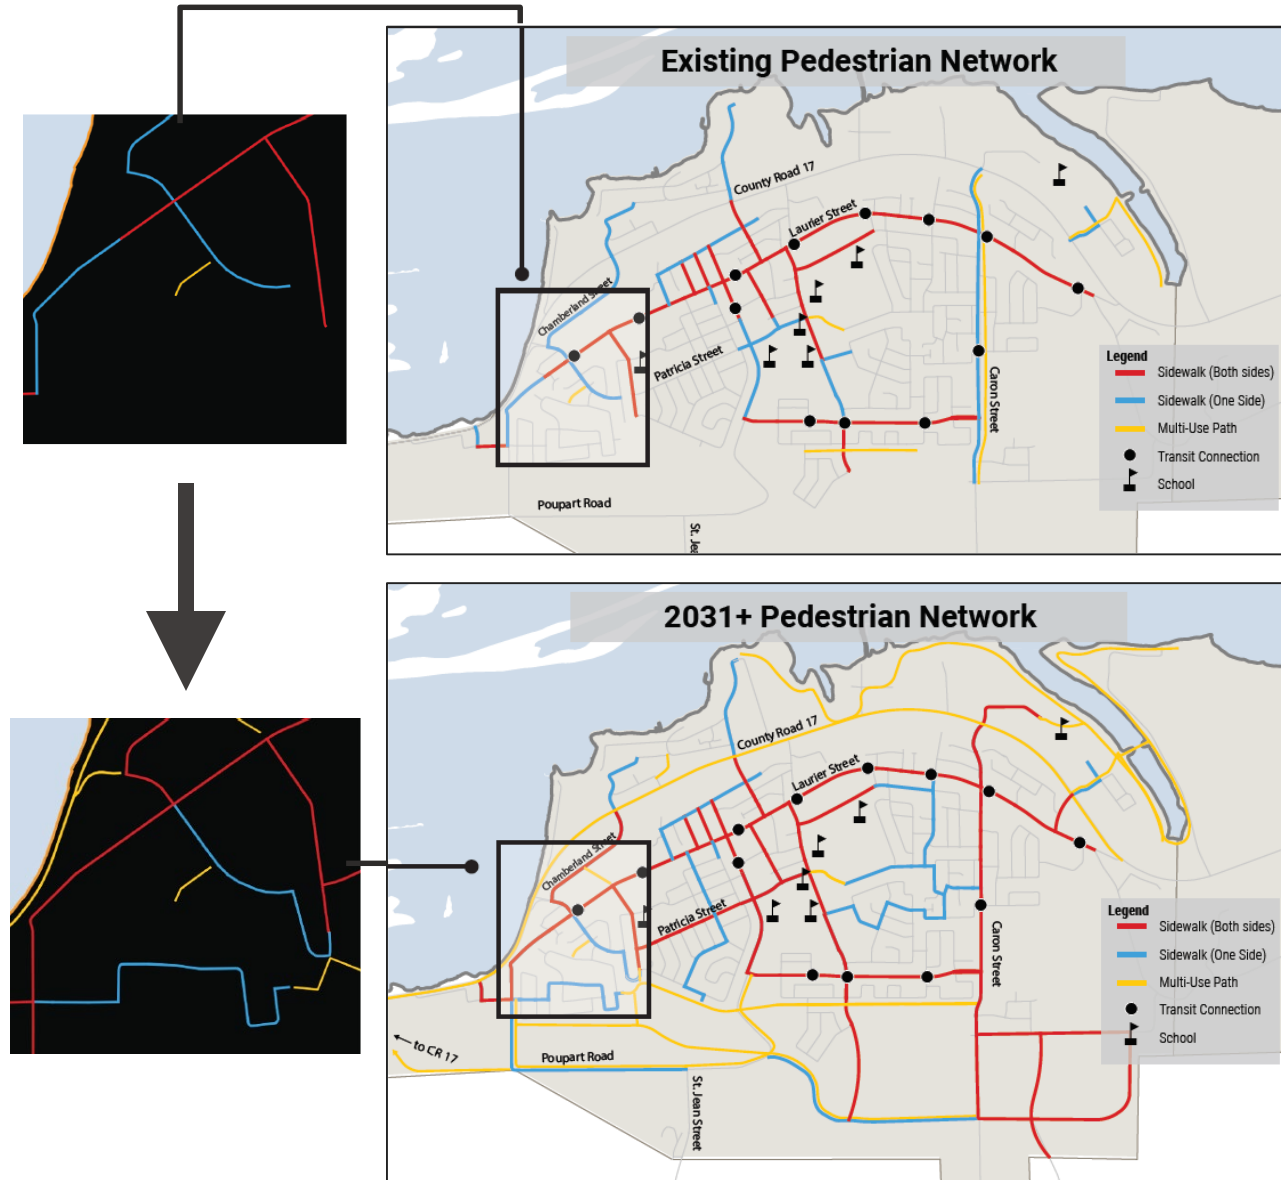 Existing Pedestrian Network
County Road 17
Laurier Street
Chamberland Street
Patricia Street
Caron Street
Poupart Road
St. Jea
Legend
Sidewalk (Both sides)
Sidewalk (One Side)
Multi-Use Path
Transit Connection
School
2031+ Pedestrian Network
County Road 17
Laurier Street
Chamberland Street
Patricia Street
Caron Street
to CR 17
Poupart Road
St. Jean Street
Legend
Sidewalk (Both sides)
Sidewalk (One Side)
Multi-Use Path
Transit Connection
School